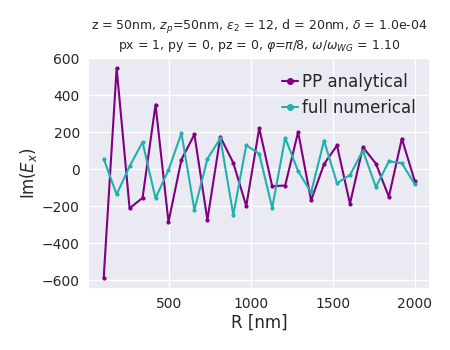 z = 50nm, z_p=50nm, ε_2 = 12, d = 20nm, δ = 1.0e-04
px = 1, py = 0, pz = 0, φ=π/8, ω/ω_WG = 1.10
600
400
200
0
−200
−400
−600
Im(E_x)
PP analytical
full numerical
500 1000 1500 2000
R [nm]